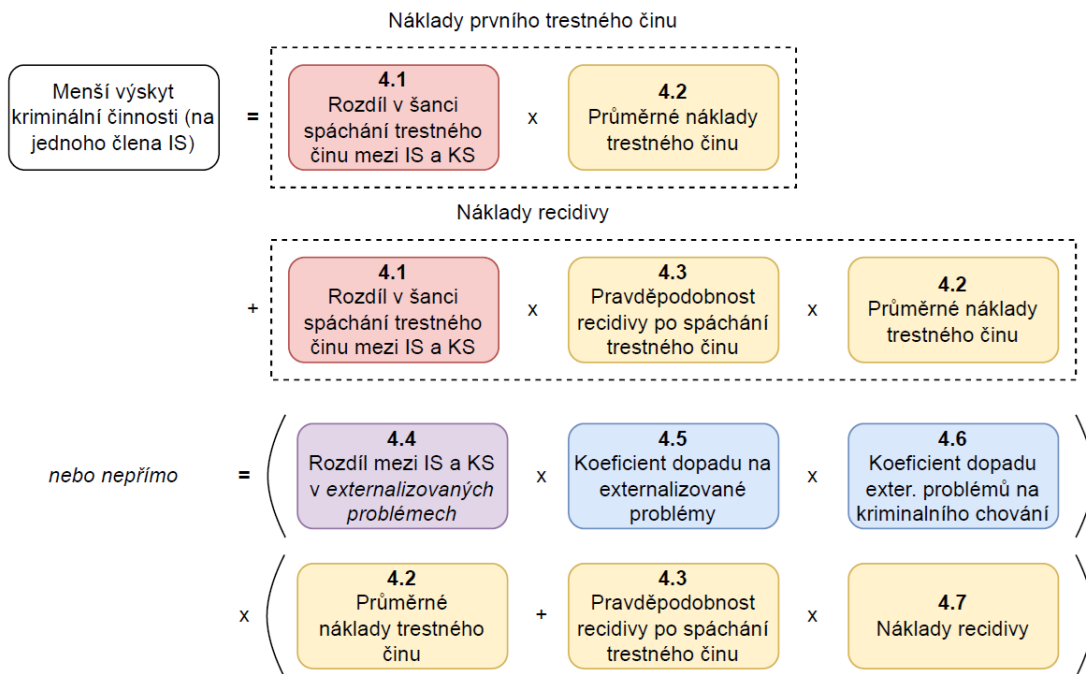 Náklady prvního trestného činu
Menší výskyt
kriminální činnosti (na
jednoho člena IS)
=
4.1
Rozdíl v šanci
spáchání trestného
činu mezi IS a KS
x
4.2
Průměrné náklady
trestného činu
Náklady recidivy
+
4.1
Rozdíl v šanci
spáchání trestného
činu mezi IS a KS
x
4.3
Pravděpodobnost
recidivy po spáchání
trestného činu
x
4.2
Průměrné náklady
trestného činu
nebo nepřímo
=
(
4.4
Rozdíl mezi IS a KS
v externalizovaných
problémech
x
4.5
Koeficient dopadu na
externalizované
problémy
x
4.6
Koeficient dopadu
exter. problémů na
kriminalního chování
)
x
(
4.2
Průměrné
náklady trestného
činu
+
4.3
Pravděpodobnost
recidivy po spáchání
trestného činu
x
4.7
Náklady recidivy
)